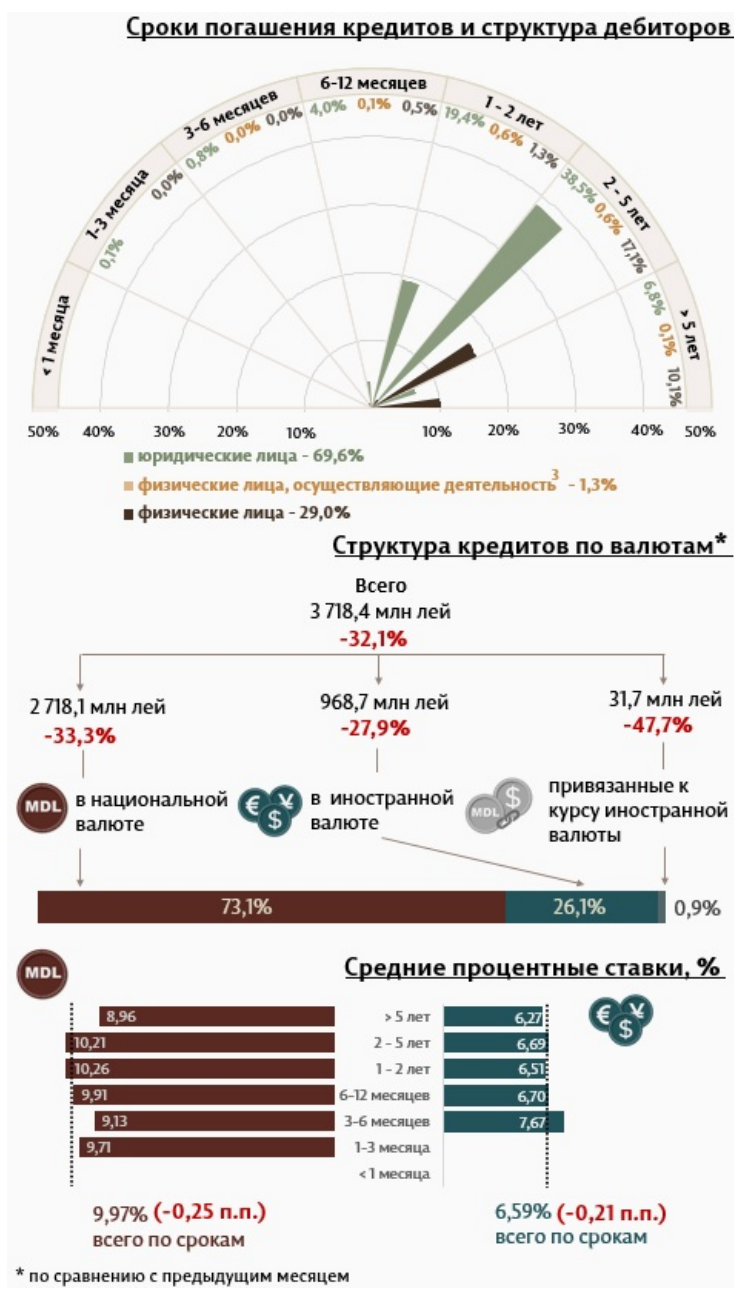 Сроки погашения кредитов и структура дебиторов
< 1 месяца
1-3 месяца
0,1%
3-6 месяцев
0,0%
0,8%
0,0%
0,0%
6-12 месяцев
4,0%
0,1%
0,5%
1 - 2 лет
19,4%
0,6%
1,3%
2 - 5 лет
38,5%
0,6%
17,1%
> 5 лет
6,8%
0,1%
10,1%
50% 40% 30% 20% 10% 10% 20% 30% 40% 50%
юридические лица - 69,6%
физические лица, осуществляющие деятельность3 - 1,3%
физические лица - 29,0%
Структура кредитов по валютам*
Всего
3 718,4 млн лей
-32,1%
2 718,1 млн лей
-33,3%
968,7 млн лей
-27,9%
31,7 млн лей
-47,7%
MDL
в национальной
валюте
€ ¥ $
в иностранной
валюте
MDL $
привязанные к
курсу иностранной
валюты
73,1% 26,1% 0,9%
MDL
Средние процентные ставки, %
€ ¥ $
8,96 > 5 лет 6,27
10,21 2 - 5 лет 6,69
10,26 1 - 2 лет 6,51
9,91 6-12 месяцев 6,70
9,13 3-6 месяцев 7,67
9,71 1-3 месяца
< 1 месяца
9,97% (-0,25 п.п.)
всего по срокам
6,59% (-0,21 п.п.)
всего по срокам
* по сравнению с предыдущим месяцем